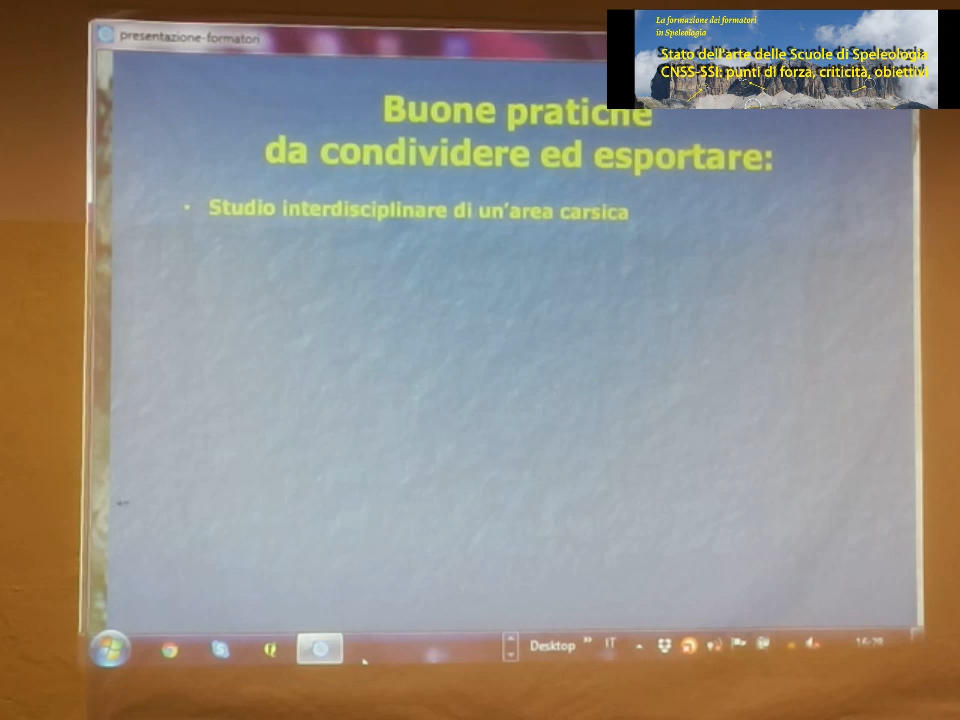 presentazione-formatori
La formazione dei formatori
in Speleologia
Stato dell'arte delle Scuole di Speleologia
CNSS-SSI: punti di forza, criticità, obiettivi
Buone pratiche
da condividere ed esportare:
• Studio interdisciplinare di un'area carsica
Desktop » IT